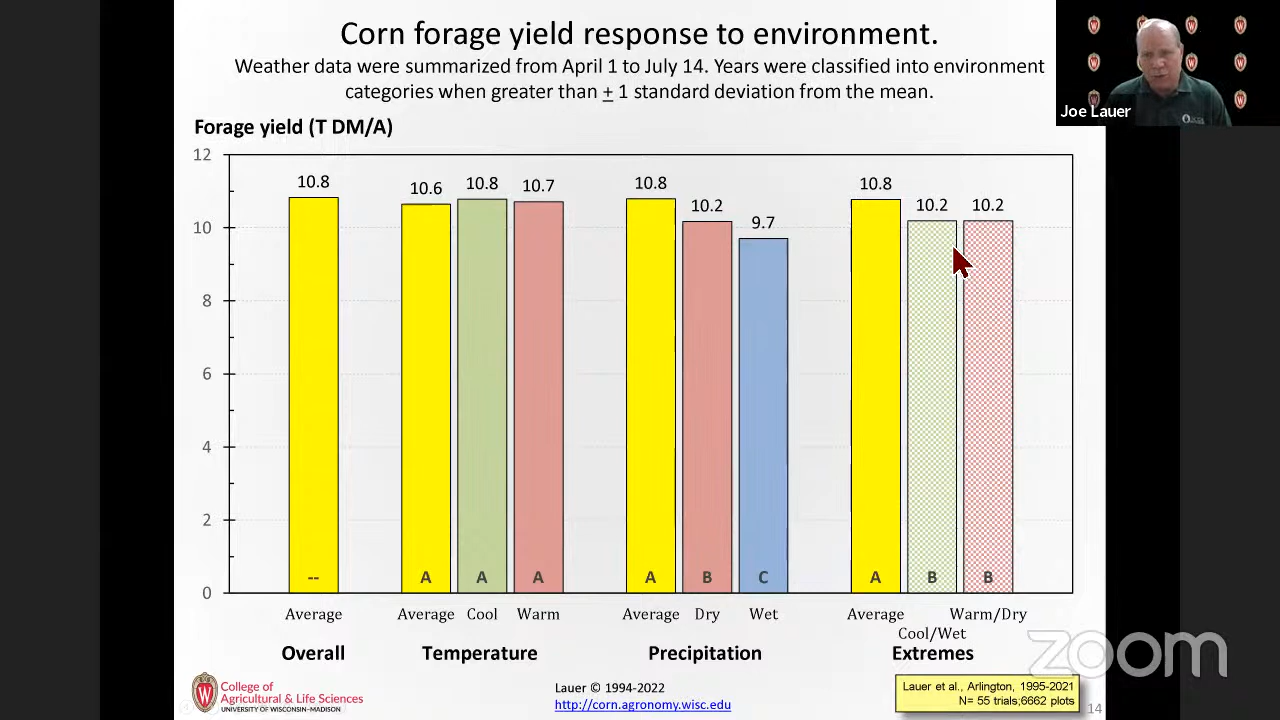 Corn forage yield response to environment.
Weather data were summarized from April 1 to July 14. Years were classified into environment
categories when greater than + 1 standard deviation from the mean.
Joe Lauer
Forage yield (T DM/A)
12
10
8
6
4
2
0
10.8
10.6
10.8
10.7
10.8
10.2
9.7
10.8
10.2
10.2
--
A
A
A
A
B
C
A
B
B
Average
Average
Cool
Warm
Average
Dry
Wet
Average
Cool/Wet
Warm/Dry
Overall
Temperature
Precipitation
Extremes
zoom
College of
Agricultural & Life Sciences
UNIVERSITY OF WISCONSIN–MADISON
Lauer © 1994-2022
http://corn.agronomy.wisc.edu
Lauer et al., Arlington, 1995-2021
N= 55 trials;6662 plots
14